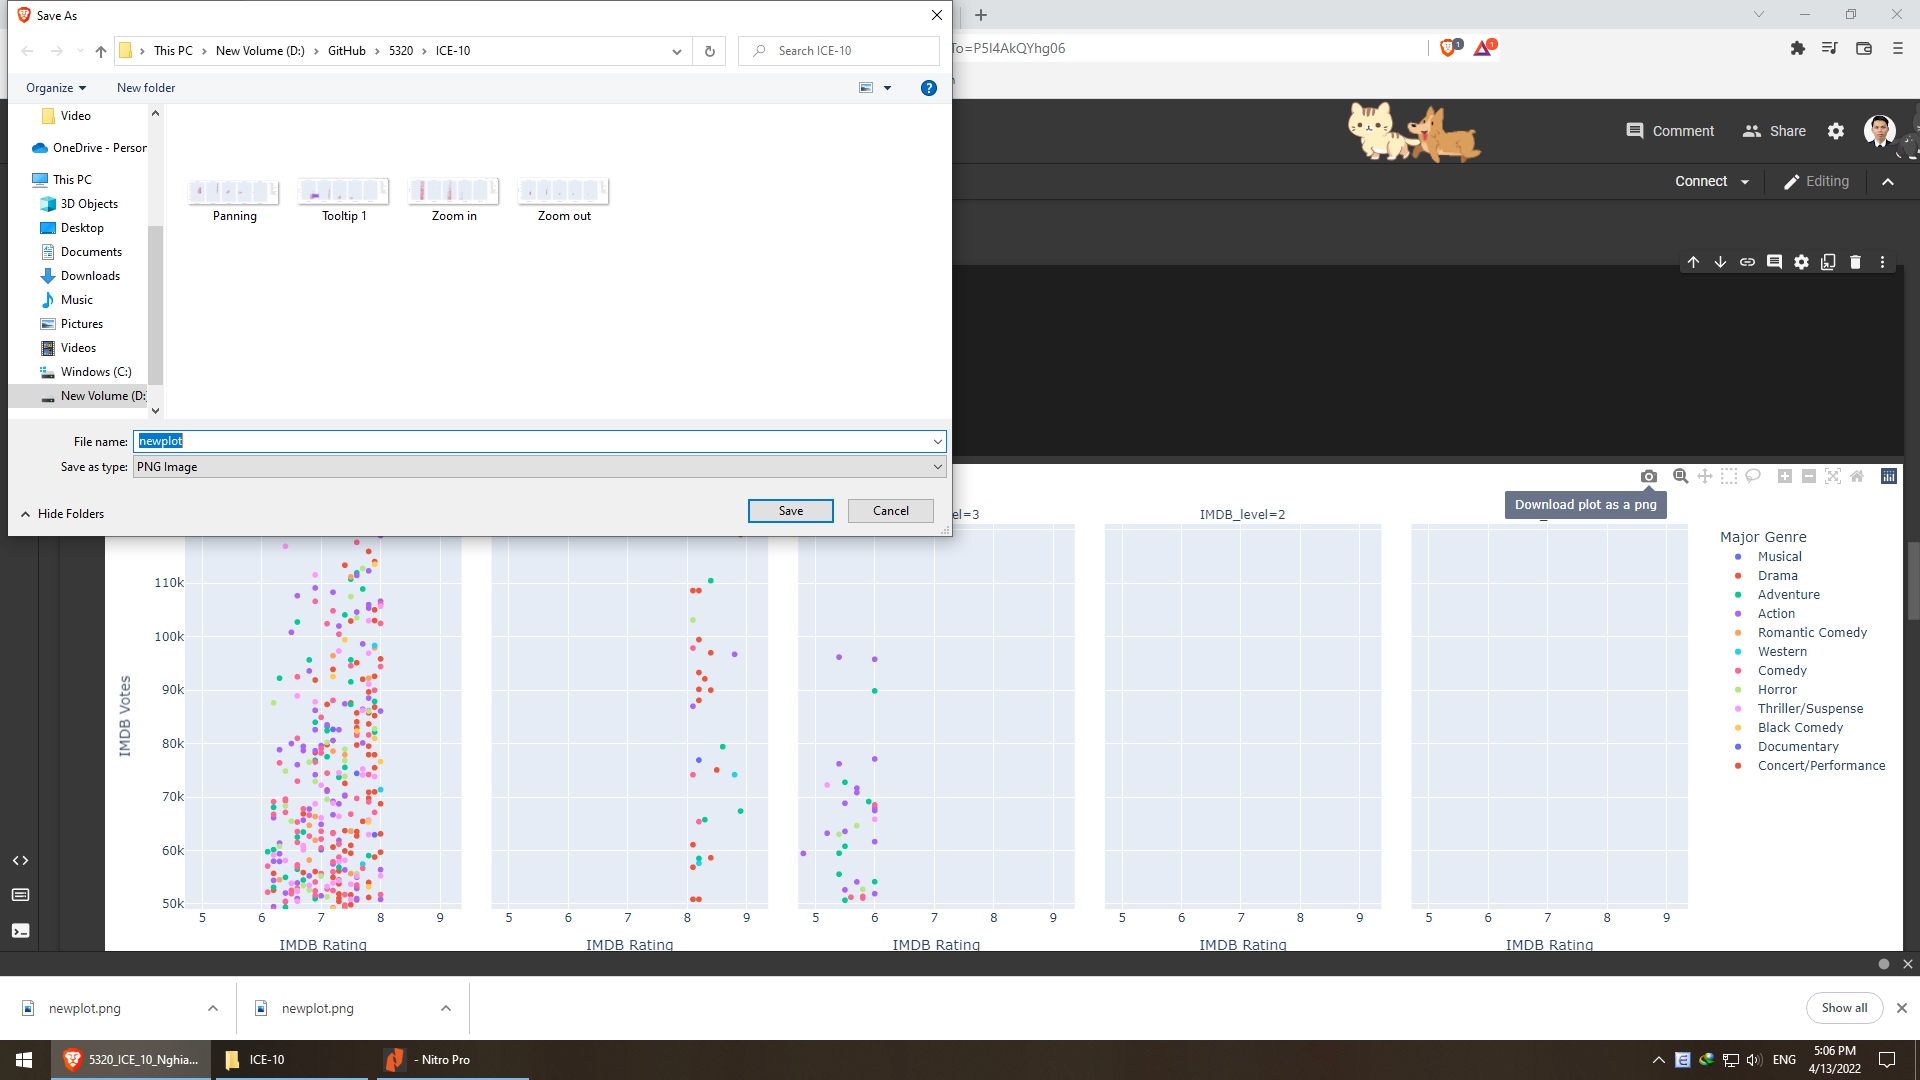 Save As
This PC > New Volume (D:) > GitHub > 5320 > ICE-10
Search ICE-10
To=P5I4AkQYhg06
1
1
Organize
New folder
Video
OneDrive - Person
This PC
3D Objects
Desktop
Documents
Downloads
Music
Pictures
Videos
Windows (C:)
New Volume (D:
Panning
Tooltip 1
Zoom in
Zoom out
File name: newplot
Save as type: PNG Image
Hide Folders
Save
Cancel
Comment
Share
Connect
Editing
Download plot as a png
el=3
IMDB_level=2
110k
100k
90k
80k
70k
60k
50k
IMDB Votes
5 6 7 8 9
5 6 7 8 9
5 6 7 8 9
5 6 7 8 9
5 6 7 8 9
IMDB Rating
IMDB Rating
IMDB Rating
IMDB Rating
IMDB Rating
Major Genre
Musical
Drama
Adventure
Action
Romantic Comedy
Western
Comedy
Horror
Thriller/Suspense
Black Comedy
Documentary
Concert/Performance
newplot.png
newplot.png
Show all
5320_ICE_10_Nghia...
ICE-10
- Nitro Pro
ENG
5:06 PM
4/13/2022